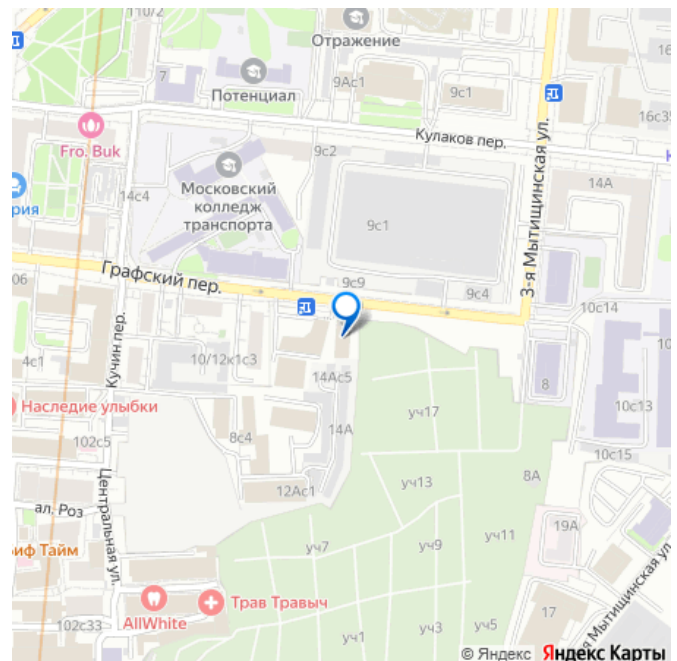 110/2
Отражение
16
7
Потенциал
9Ас1
9с1
16с35
Fro. Buk
Кулаков пер.
9с2
14с4
Московский
колледж
транспорта
14А
рия
9с1
3-я Мытищинская ул.
Графский пер.
9с9
9с4
06
10с14
4с1
Кучин пер.
10/12к1с3
14Ас5
10
8
Наследие улыбки
уч17
10с13
102с5
8с4
14А
10с15
Центральная ул.
12Ас1
уч13
8А
ал. Роз
19А
иф Тайм
уч7
уч9
уч11
AllWhite
Трав Травыч
17
-я Мытищинская ул.
102с33
уч1
уч3
уч5
© Яндекс Яндекс Карты